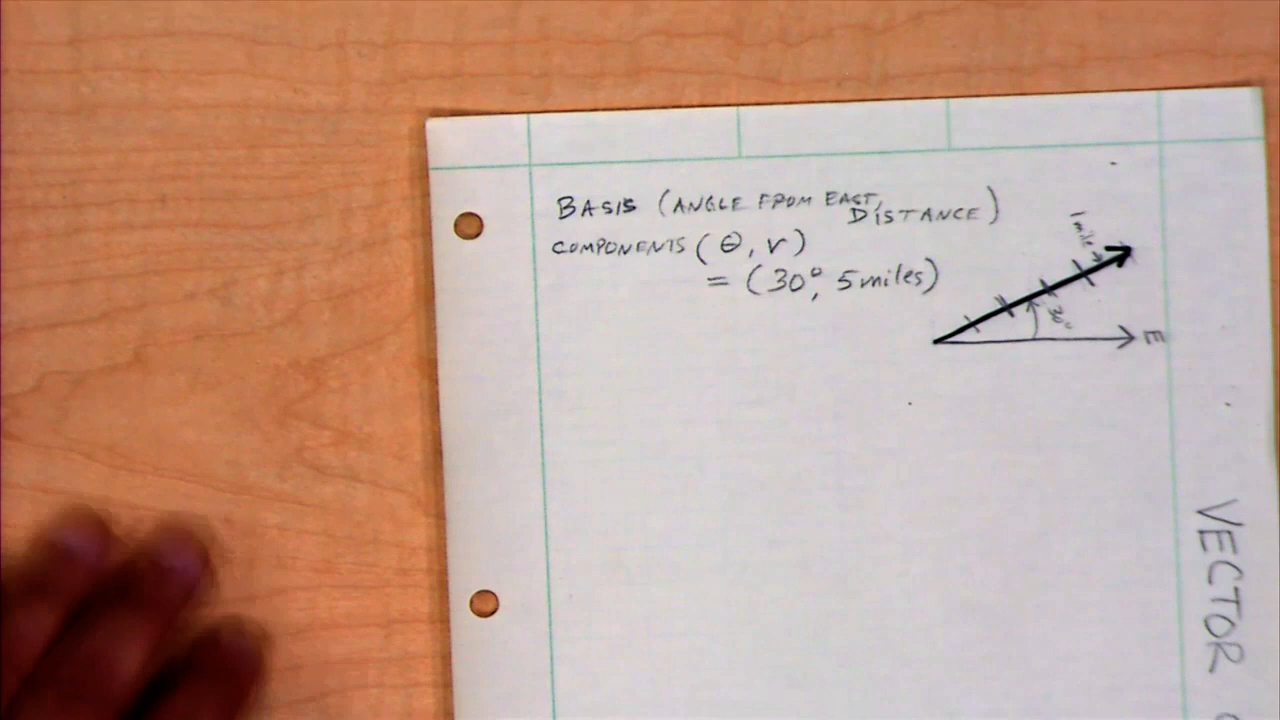 BASIS (ANGLE FROM EAST,
DISTANCE)
COMPONENTS (θ, r)
= (30°, 5 miles)
1 mile
30°
E
VECTOR